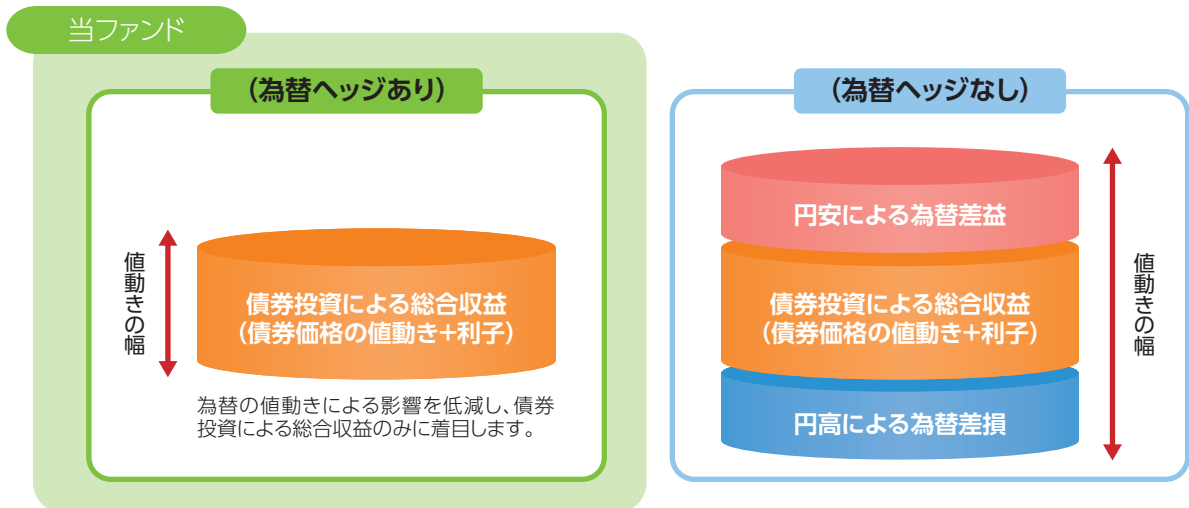 当ファンド
(為替ヘッジあり)
値動きの幅
債券投資による総合収益
(債券価格の値動き+利子)
為替の値動きによる影響を低減し、債券
投資による総合収益のみに着目します。
(為替ヘッジなし)
円安による為替差益
債券投資による総合収益
(債券価格の値動き+利子)
円高による為替差損
値動きの幅